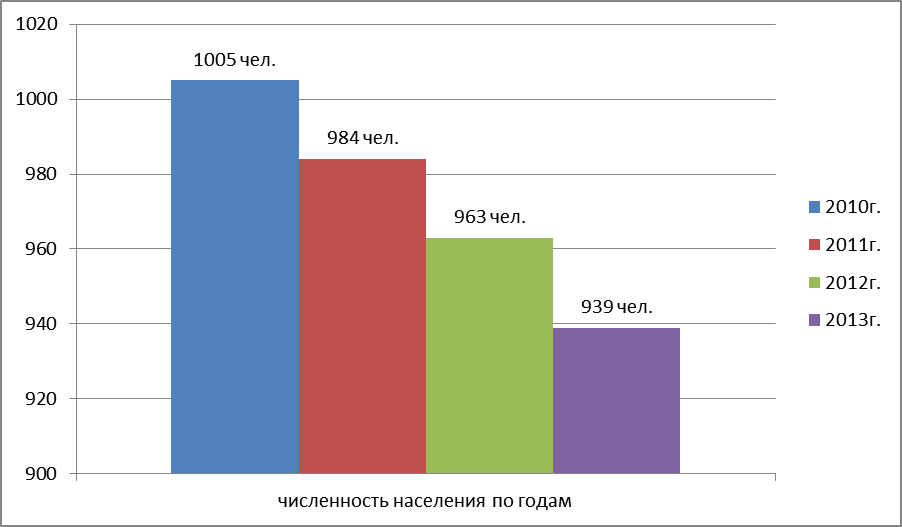 1020
1000
980
960
940
920
900
1005 чел.
984 чел.
963 чел.
939 чел.
численность населения по годам
2010г.
2011г.
2012г.
2013г.